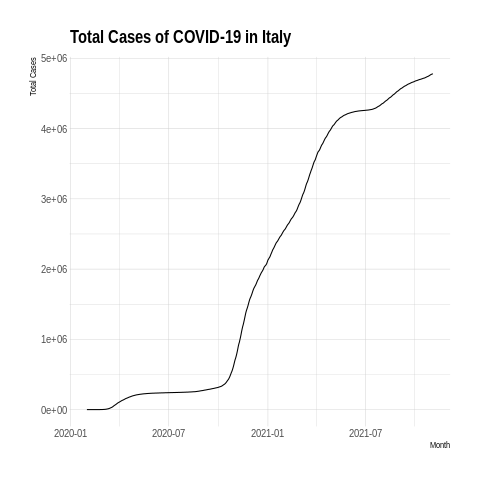 Total Cases of COVID-19 in Italy
Total Cases
5e+06
4e+06
3e+06
2e+06
1e+06
0e+00
2020-01 2020-07 2021-01 2021-07
Month